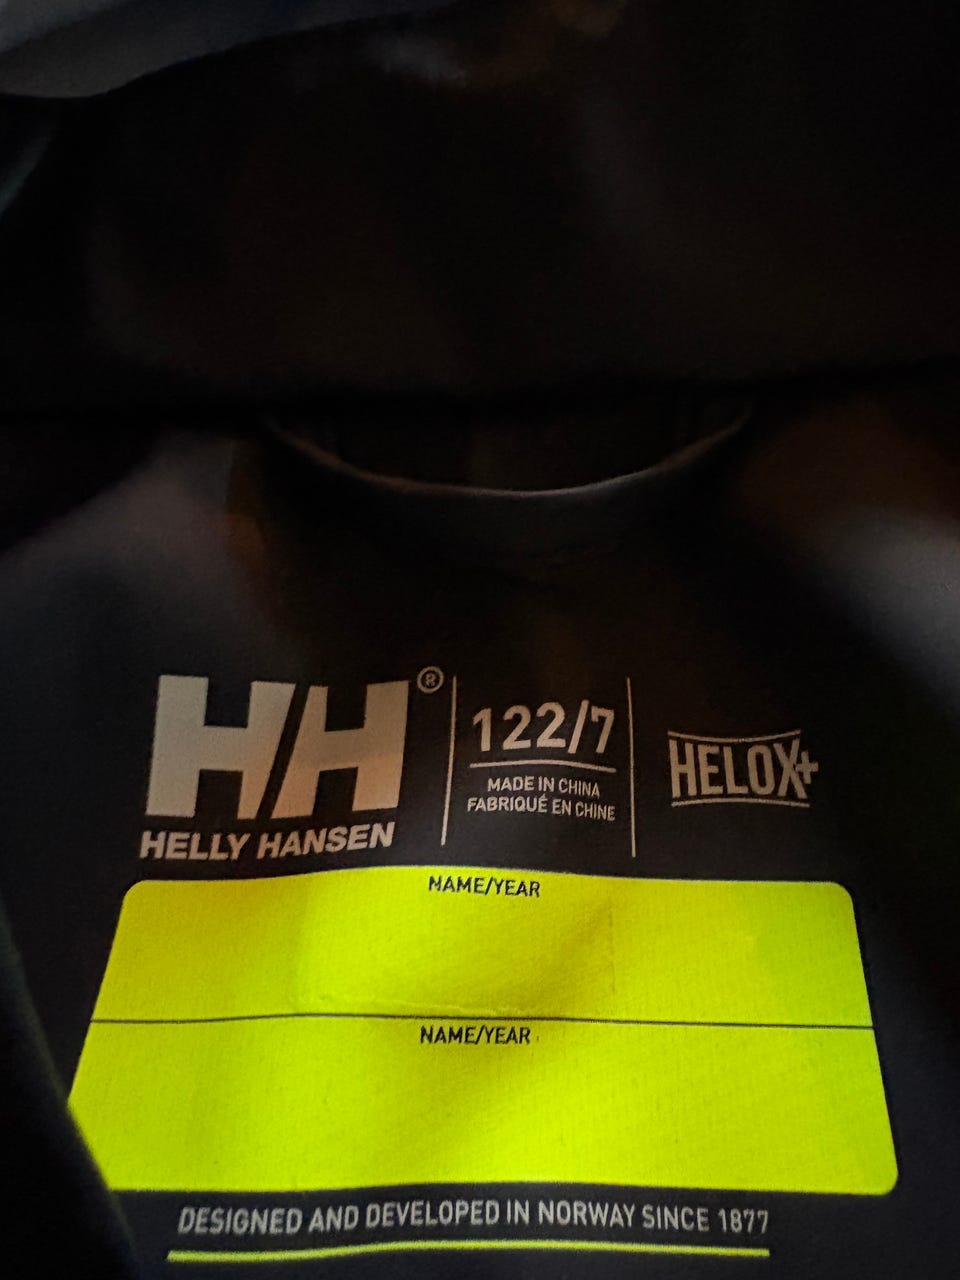 HH®
HELLY HANSEN
122/7
MADE IN CHINA
FABRIQUÉ EN CHINE
HELOX+
NAME/YEAR
NAME/YEAR
DESIGNED AND DEVELOPED IN NORWAY SINCE 1877